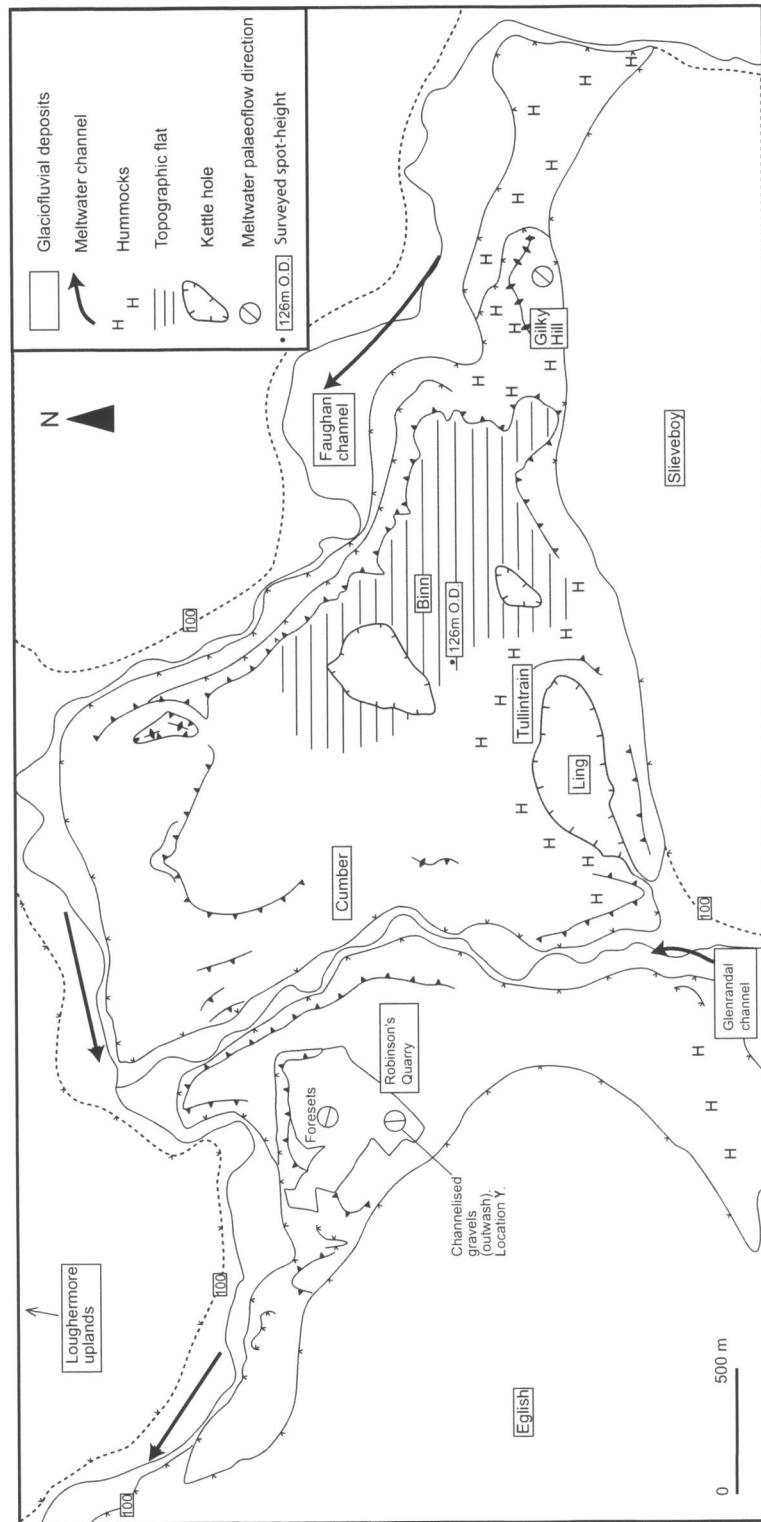 Glaciofluvial deposits
Meltwater channel
H H
Hummocks
Topographic flat
Kettle hole
Meltwater palaeoflow direction
• 126m O.D.
Surveyed spot-height
N
Loughermore
uplands
100
100
100
Faughan
channel
H
H
H
H
H
H
H
H
H
H
H
H
H
Gilky
Hill
Binn
• 126m O.D.
Cumber
H
H
H
H
H
H
H
H
H
Tullintrain
Ling
Foresets
Robinson's
Quarry
Channelised
gravels
(outwash),
Location Y.
Glenrandal
channel
100
H
H
H
Slieveboy
Eglish
0
500 m